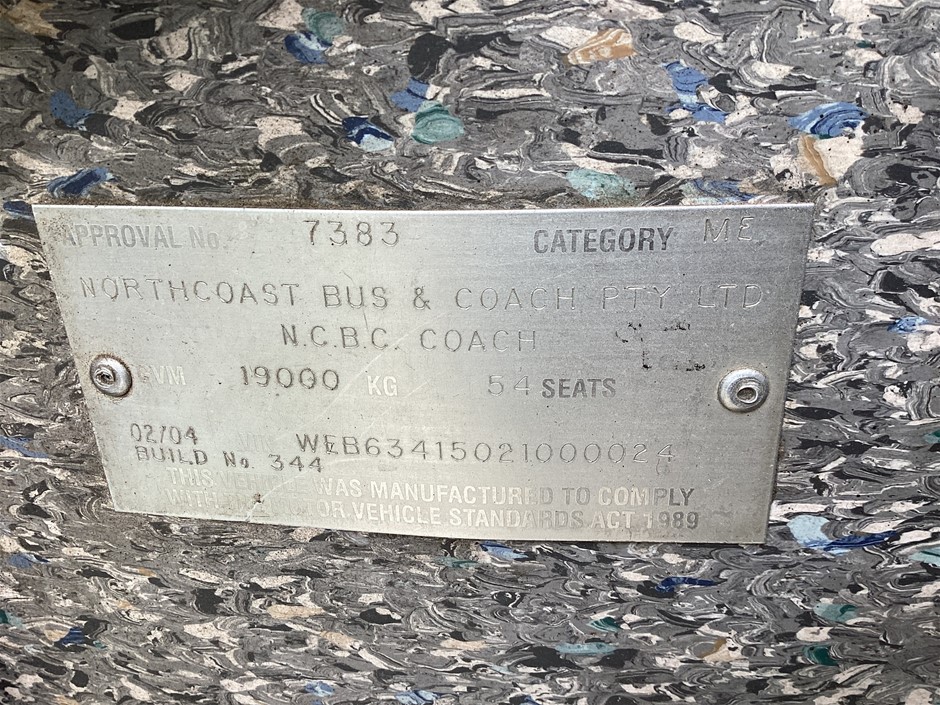 APPROVAL No. 7383 CATEGORY ME
NORTHCOAST BUS & COACH PTY LTD
N.C.B.C. COACH
GVM 19000 KG 54 SEATS
02/04 VIN WEB63415021000024
BUILD No. 344
THIS VEHICLE WAS MANUFACTURED TO COMPLY
WITH MOTOR VEHICLE STANDARDS ACT 1989